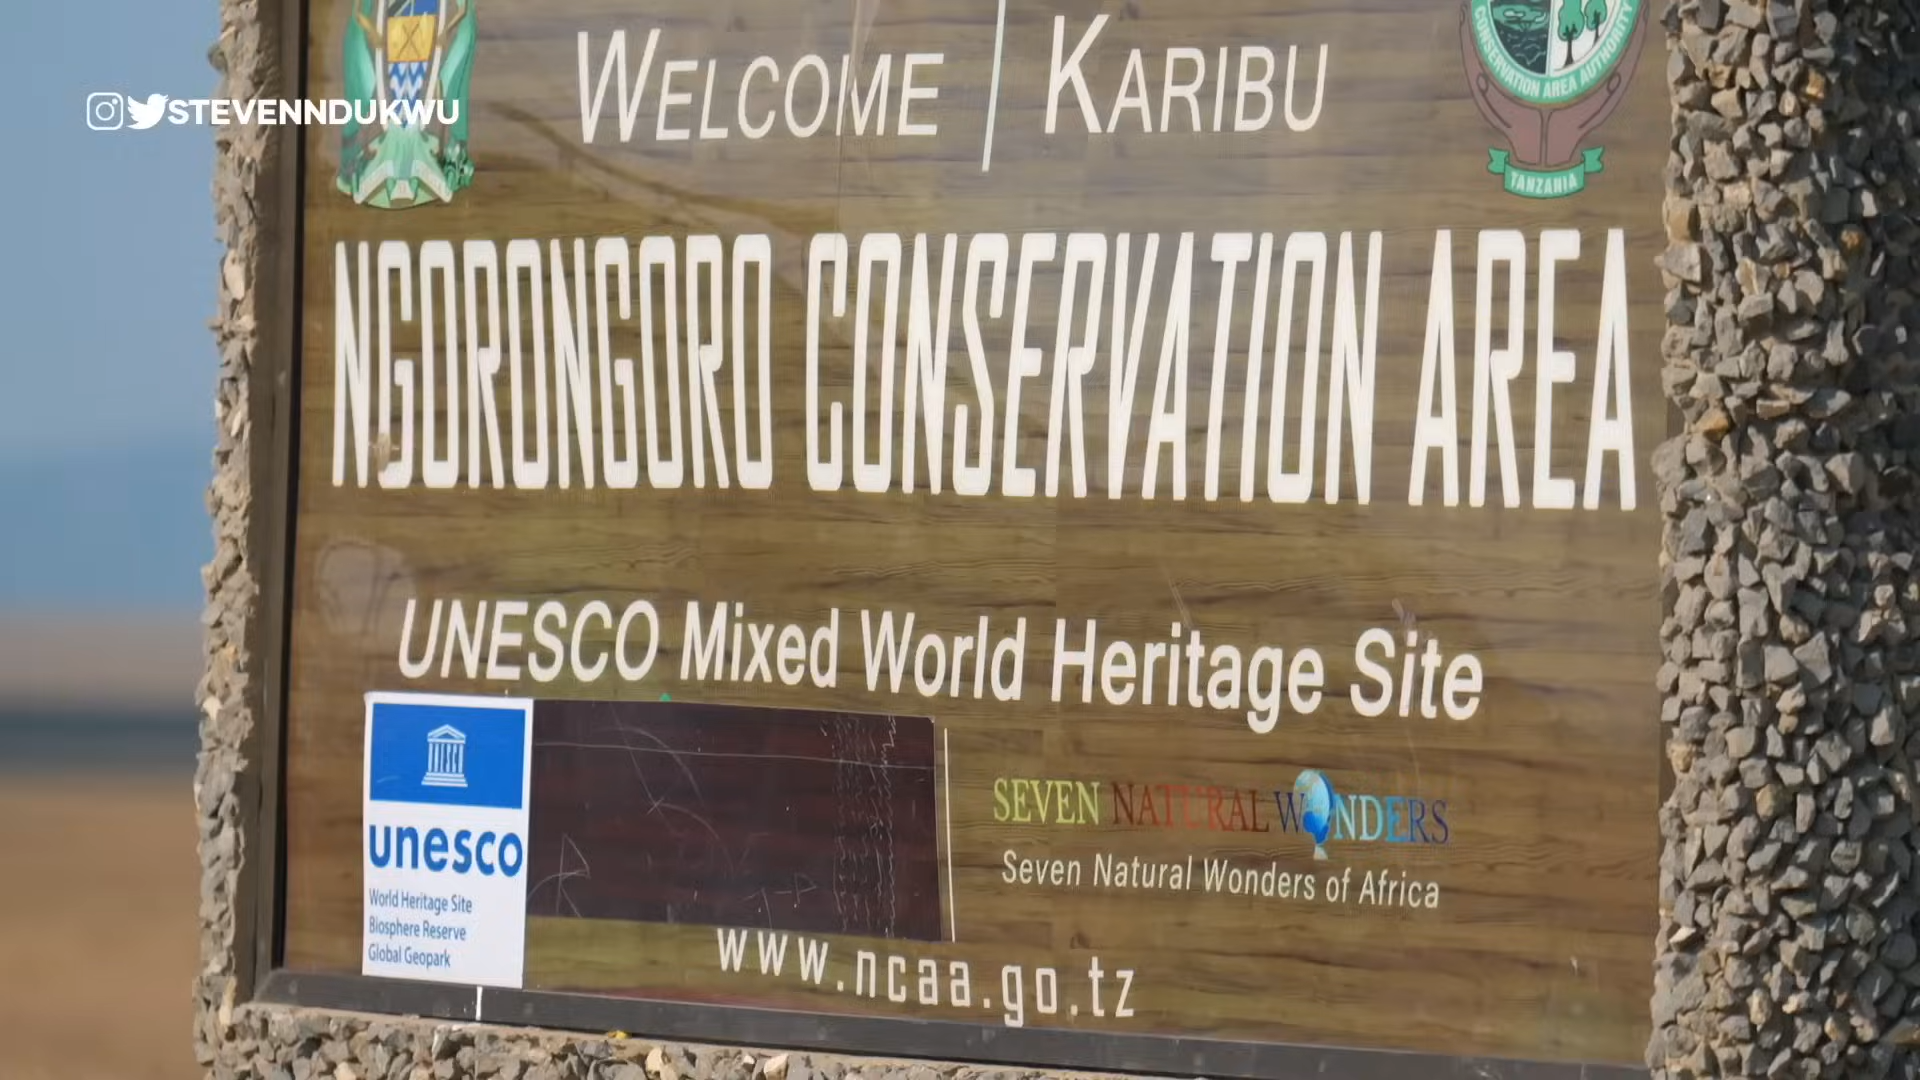 STEVENNDUKWU
WELCOME | KARIBU
CONSERVATION AREA AUTHORITY
TANZANIA
NGORONGORO CONSERVATION AREA
UNESCO Mixed World Heritage Site
UNESCO
unesco
World Heritage Site
Biosphere Reserve
Global Geopark
SEVEN NATURAL WONDERS
Seven Natural Wonders of Africa
www.ncaa.go.tz